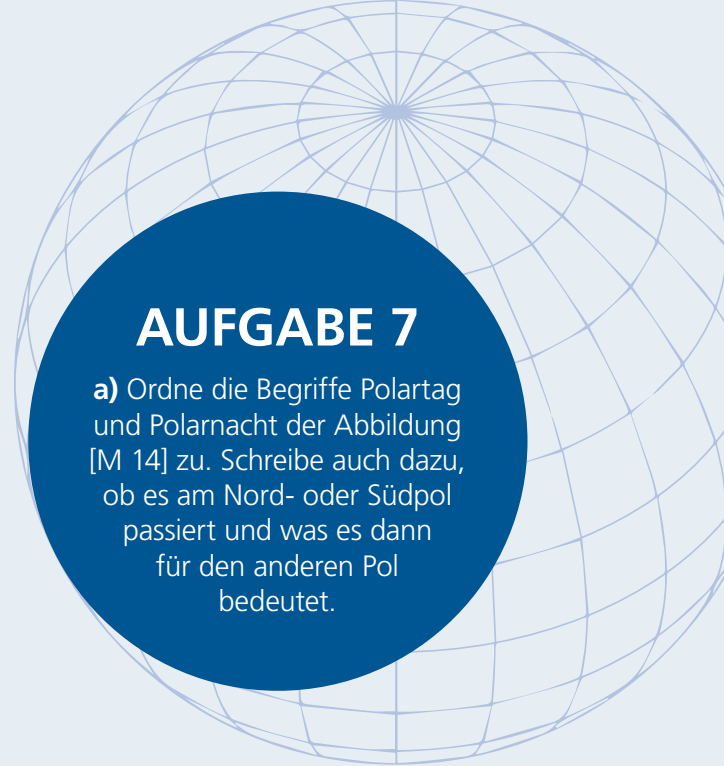 AUFGABE 7
a) Ordne die Begriffe Polartag
und Polarnacht der Abbildung
[M 14] zu. Schreibe auch dazu,
ob es am Nord- oder Südpol
passiert und was es dann
für den anderen Pol
bedeutet.